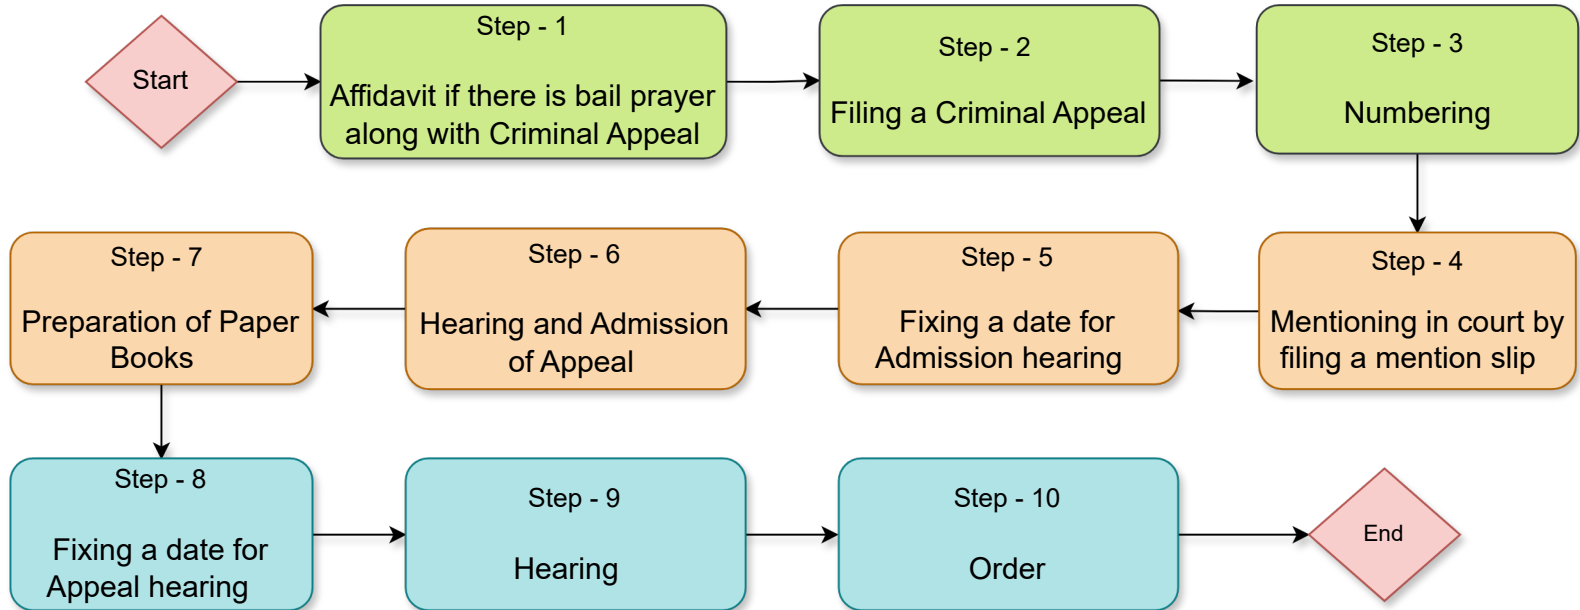 Start
Step - 1
Affidavit if there is bail prayer
along with Criminal Appeal
Step - 2
Filing a Criminal Appeal
Step - 3
Numbering
Step - 4
Mentioning in court by
filing a mention slip
Step - 5
Fixing a date for
Admission hearing
Step - 6
Hearing and Admission
of Appeal
Step - 7
Preparation of Paper
Books
Step - 8
Fixing a date for
Appeal hearing
Step - 9
Hearing
Step - 10
Order
End